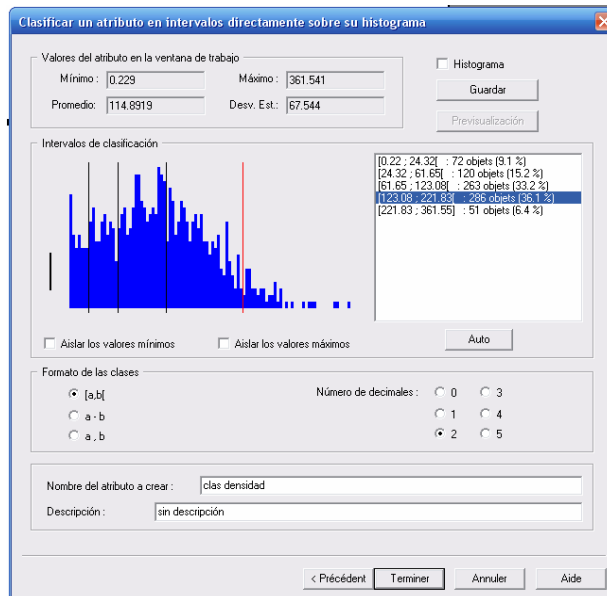 Clasificar un atributo en intervalos directamente sobre su histograma
Valores del atributo en la ventana de trabajo
Mínimo : 0.229 Máximo : 361.541
Promedio: 114.8919 Desv. Est.: 67.544
Histograma
Guardar
Previsualización
Intervalos de clasificación
[0.22 ; 24.32[ : 72 objets (9.1 %)
[24.32 ; 61.65[ : 120 objets (15.2 %)
[61.65 ; 123.08[ : 263 objets (33.2 %)
[123.08 ; 221.83[ : 286 objets (36.1 %)
[221.83 ; 361.55] : 51 objets (6.4 %)
Aislar los valores mínimos Aislar los valores máximos
Auto
Formato de las clases
[a,b[
a - b
a , b
Número de decimales :
0 3
1 4
2 5
Nombre del atributo a crear : clas densidad
Descripción : sin descripción
< Précédent Terminer Annuler Aide